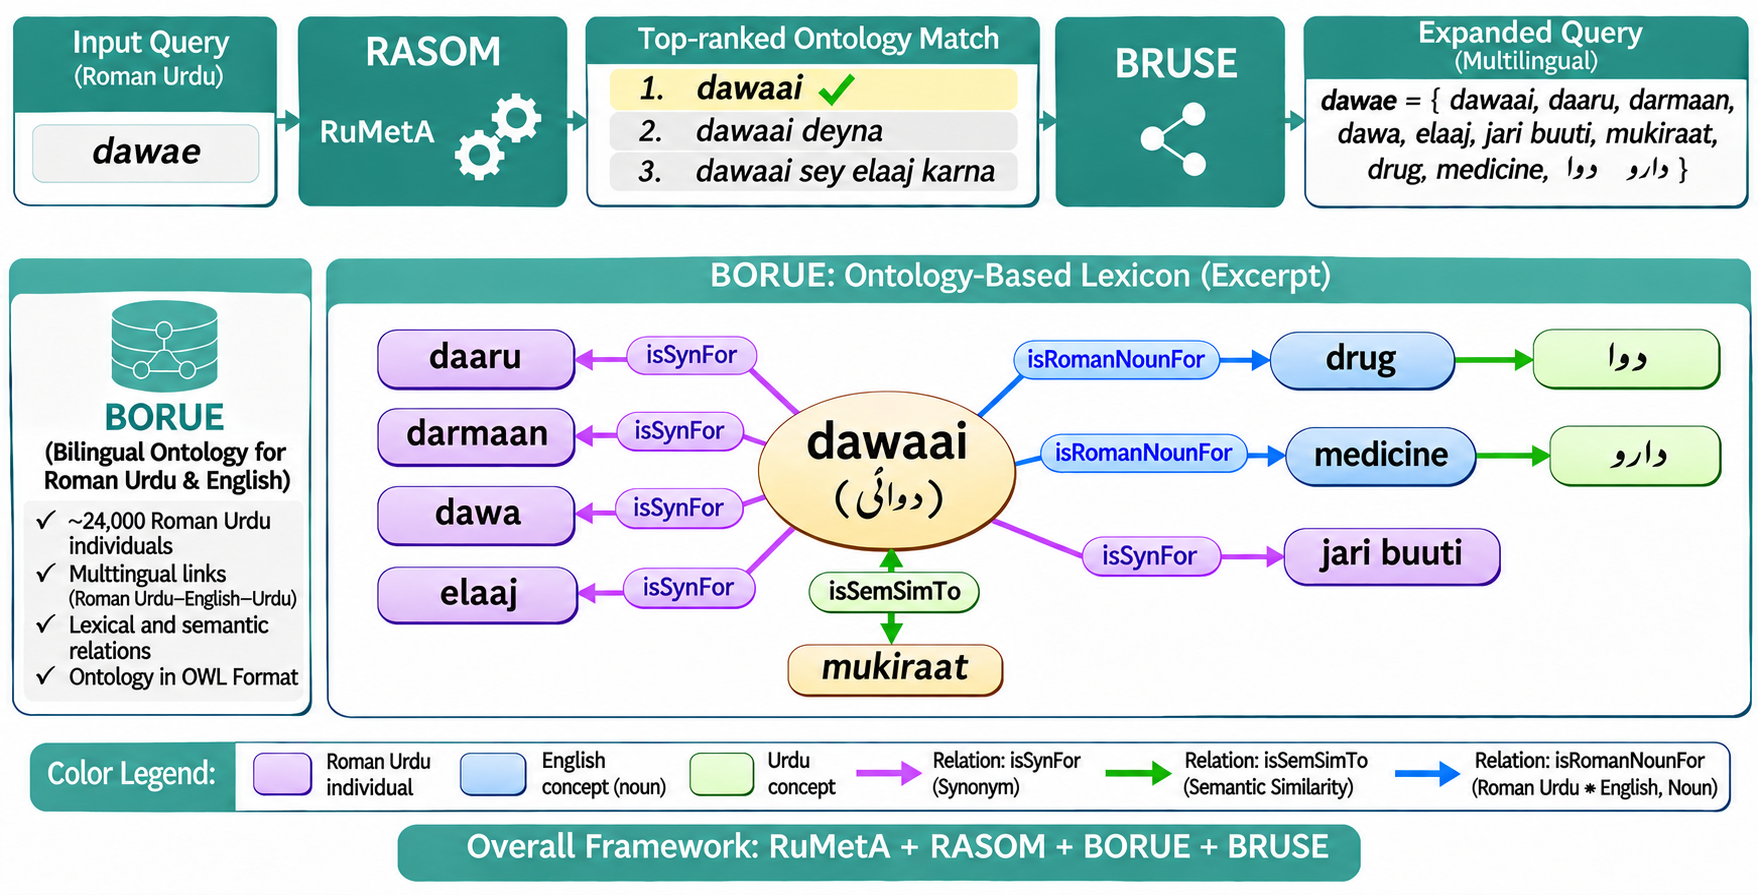 Input Query
(Roman Urdu)
dawae
RASOM
RuMetA
Top-ranked Ontology Match
1. dawaai
2. dawaai deyna
3. dawaai sey elaaj karna
BRUSE
Expanded Query
(Multilingual)
dawae = { dawaai, daaru, darmaan,
dawa, elaaj, jari buuti, mukiraat,
drug, medicine, دوا دارو }
BORUE
(Bilingual Ontology for
Roman Urdu & English)
✓ ~24,000 Roman Urdu
individuals
✓ Multtingual links
(Roman Urdu–English–Urdu)
✓ Lexical and semantic
relations
✓ Ontology in OWL Format
BORUE: Ontology-Based Lexicon (Excerpt)
daaru
isSynFor
darmaan
isSynFor
dawa
isSynFor
elaaj
isSynFor
dawaai
(دوائی)
isSemSimTo
mukiraat
isRomanNounFor
drug
دوا
isRomanNounFor
medicine
دارو
isSynFor
jari buuti
Color Legend:
Roman Urdu
individual
English
concept (noun)
Urdu
concept
Relation: isSynFor
(Synonym)
Relation: isSemSimTo
(Semantic Similarity)
Relation: isRomanNounFor
(Roman Urdu * English, Noun)
Overall Framework: RuMetA + RASOM + BORUE + BRUSE